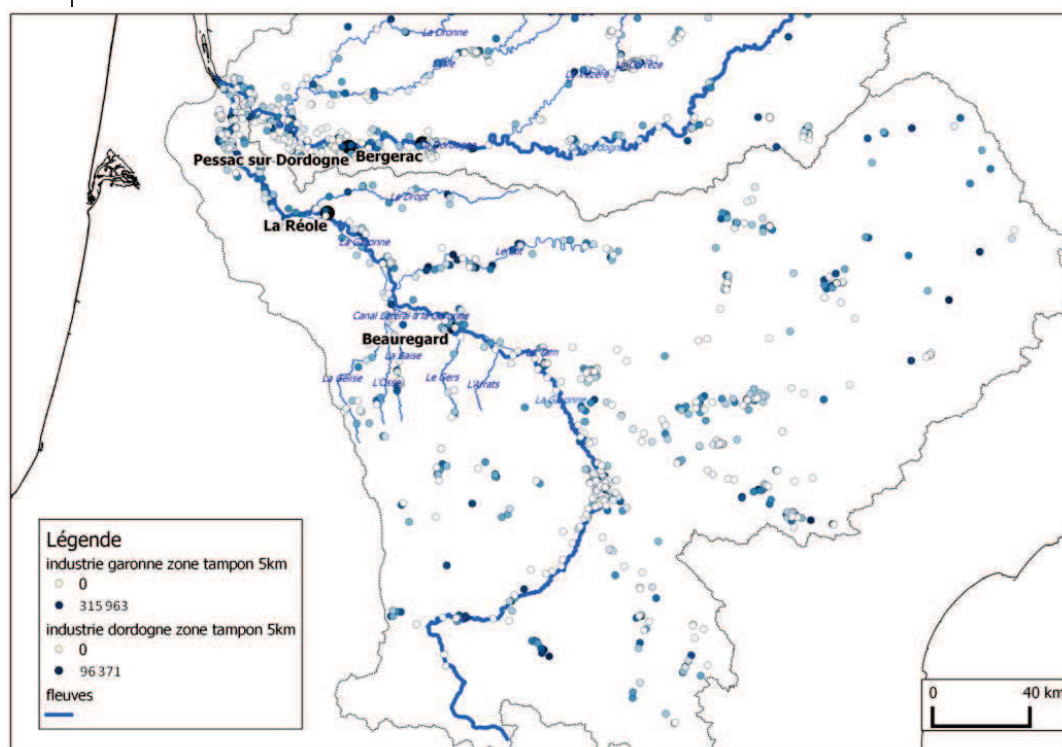 La Dronne
L'Isle
La Corrèze
La Vézère
La Dordogne
La Dordogne
Pessac sur Dordogne
Bergerac
Le Dropt
La Réole
La Garonne
Le Lot
Canal Latéral à la Garonne
Beauregard
Le Tarn
La Baïse
La Gélise
L'Osse
Le Gers
L'Arrats
La Garonne
Légende
industrie garonne zone tampon 5km
0
315 963
industrie dordogne zone tampon 5km
0
96 371
fleuves
0 40 km